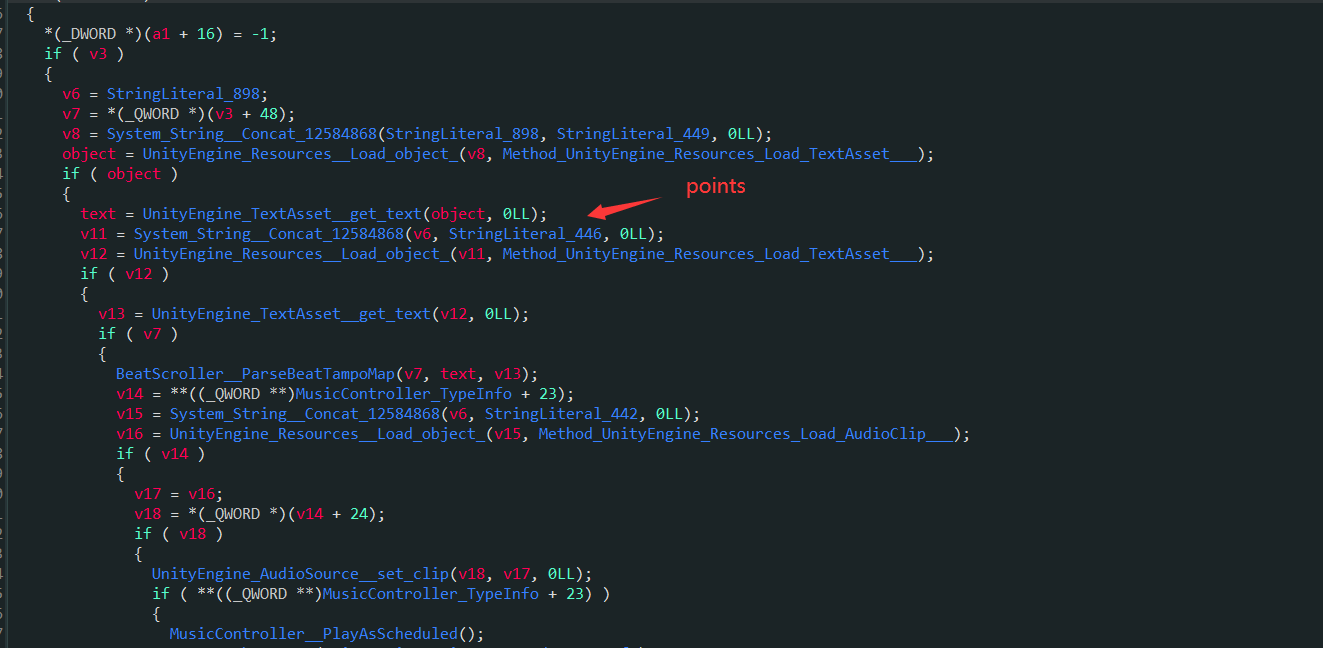 {
*(_DWORD *)(a1 + 16) = -1;
if ( v3 )
{
v6 = StringLiteral_898;
v7 = *(_QWORD *)(v3 + 48);
v8 = System_String__Concat_12584868(StringLiteral_898, StringLiteral_449, 0LL);
object = UnityEngine_Resources__Load_object_(v8, Method_UnityEngine_Resources_Load_TextAsset___);
if ( object )
{
points
text = UnityEngine_TextAsset__get_text(object, 0LL);
v11 = System_String__Concat_12584868(v6, StringLiteral_446, 0LL);
v12 = UnityEngine_Resources__Load_object_(v11, Method_UnityEngine_Resources_Load_TextAsset___);
if ( v12 )
{
v13 = UnityEngine_TextAsset__get_text(v12, 0LL);
if ( v7 )
{
BeatScroller__ParseBeatTampoMap(v7, text, v13);
v14 = **((_QWORD **)MusicController_TypeInfo + 23);
v15 = System_String__Concat_12584868(v6, StringLiteral_442, 0LL);
v16 = UnityEngine_Resources__Load_object_(v15, Method_UnityEngine_Resources_Load_AudioClip___);
if ( v14 )
{
v17 = v16;
v18 = *(_QWORD *)(v14 + 24);
if ( v18 )
{
UnityEngine_AudioSource__set_clip(v18, v17, 0LL);
if ( **((_QWORD **)MusicController_TypeInfo + 23) )
{
MusicController__PlayAsScheduled();